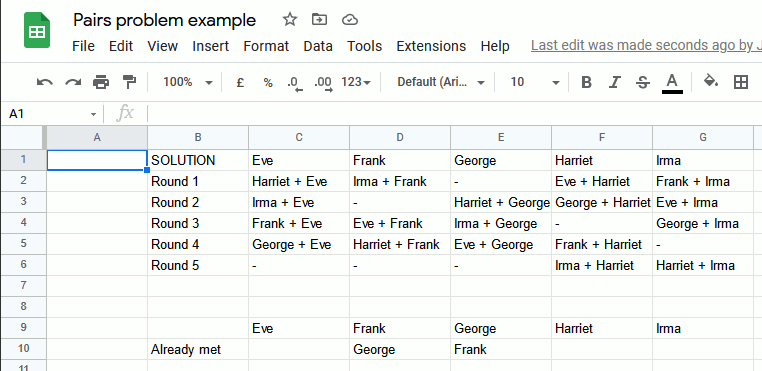 Pairs problem example
File Edit View Insert Format Data Tools Extensions Help Last edit was made seconds ago by J
100% £ % .0 .00 123 Default (Ari... 10 B I S A
A1 fx
A B C D E F G
1 SOLUTION Eve Frank George Harriet Irma
2 Round 1 Harriet + Eve Irma + Frank - Eve + Harriet Frank + Irma
3 Round 2 Irma + Eve - Harriet + George George + Harriet Eve + Irma
4 Round 3 Frank + Eve Eve + Frank Irma + George - George + Irma
5 Round 4 George + Eve Harriet + Frank Eve + George Frank + Harriet -
6 Round 5 - - - Irma + Harriet Harriet + Irma
7
8
9 Eve Frank George Harriet Irma
10 Already met George Frank
11